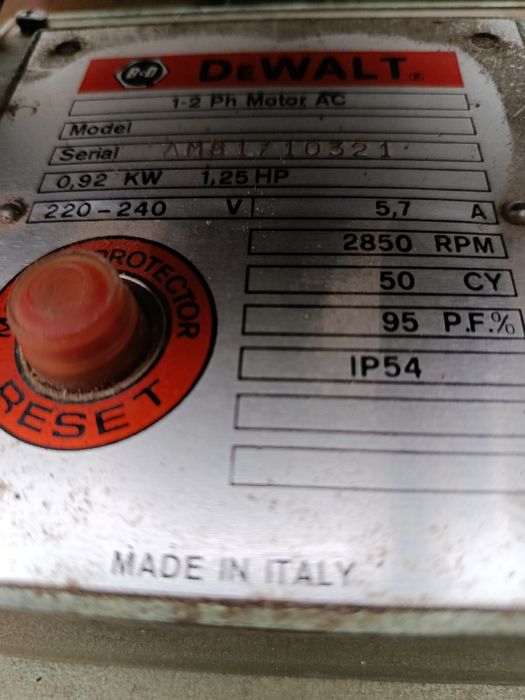 B&D DEWALT®
1-2 Ph Motor AC
Model
Serial AM81/10321
0,92 KW 1,25 HP
220-240 V 5,7 A
2850 RPM
50 CY
95 P.F.%
IP54
PROTECTOR
RESET
MADE IN ITALY